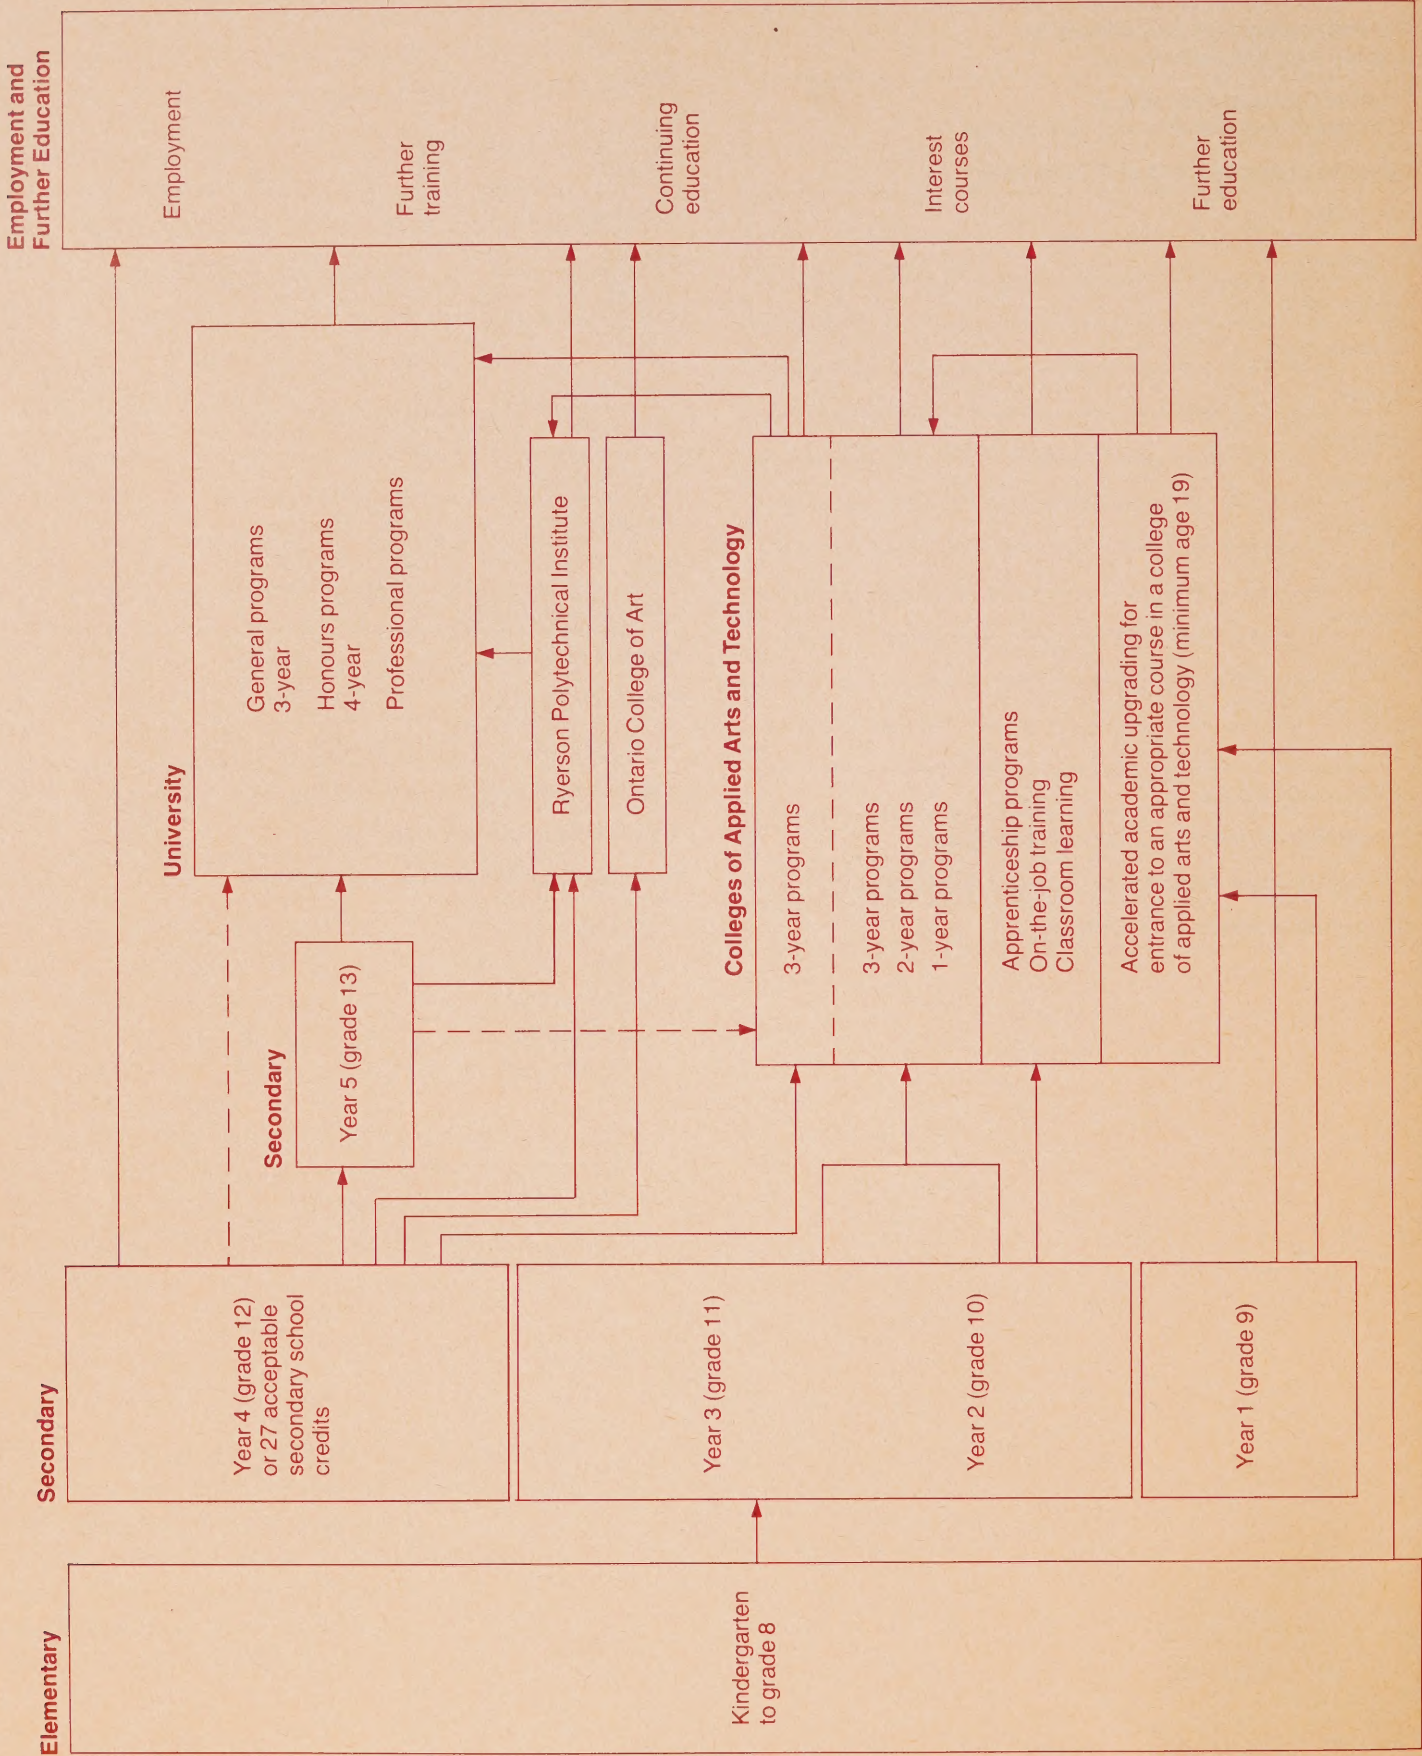 Elementary
Kindergarten
to grade 8
Secondary
Year 4 (grade 12)
or 27 acceptable
secondary school
credits
Year 3 (grade 11)
Year 2 (grade 10)
Year 1 (grade 9)
Secondary
Year 5 (grade 13)
University
General programs
3-year
Honours programs
4-year
Professional programs
Ryerson Polytechnical Institute
Ontario College of Art
Colleges of Applied Arts and Technology
3-year programs
3-year programs
2-year programs
1-year programs
Apprenticeship programs
On-the-job training
Classroom learning
Accelerated academic upgrading for
entrance to an appropriate course in a college
of applied arts and technology (minimum age 19)
Employment and
Further Education
Employment
Further
training
Continuing
education
Interest
courses
Further
education